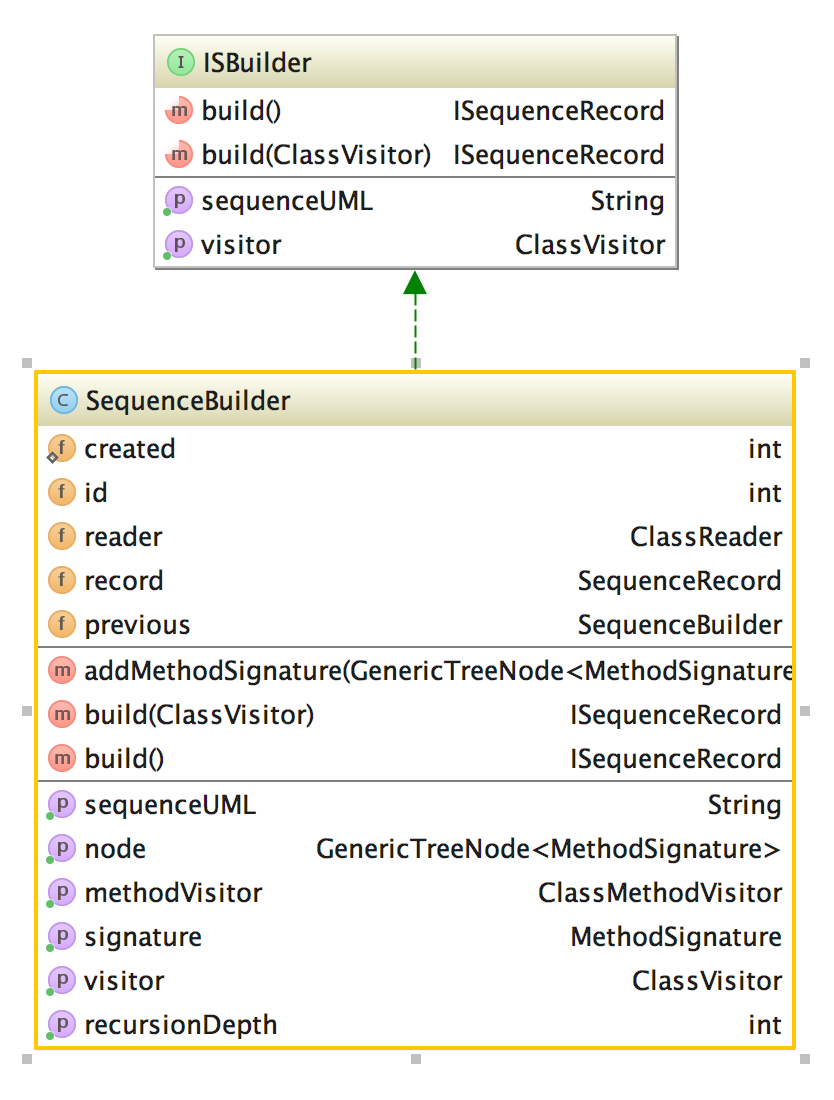 I ISBuilder
m build() ISequenceRecord
m build(ClassVisitor) ISequenceRecord
p sequenceUML String
p visitor ClassVisitor
C SequenceBuilder
f created int
f id int
f reader ClassReader
f record SequenceRecord
f previous SequenceBuilder
m addMethodSignature(GenericTreeNode<MethodSignature
m build(ClassVisitor) ISequenceRecord
m build() ISequenceRecord
p sequenceUML String
p node GenericTreeNode<MethodSignature>
p methodVisitor ClassMethodVisitor
p signature MethodSignature
p visitor ClassVisitor
p recursionDepth int